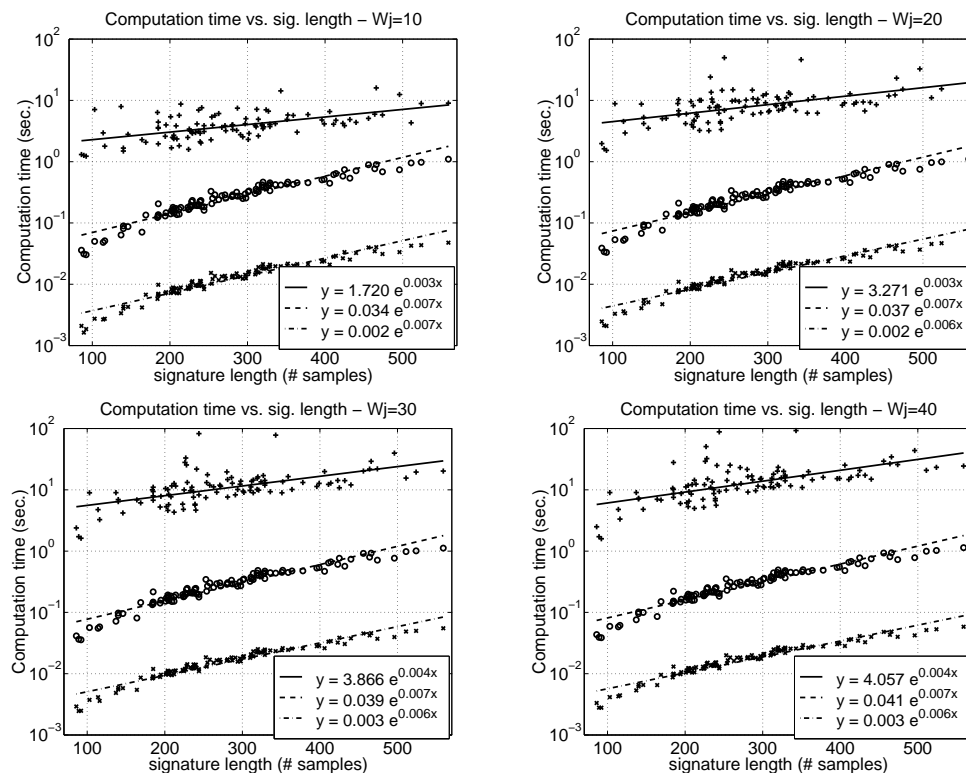 Computation time vs. sig. length – Wj=10
Computation time (sec.)
10^2
10^1
10^0
10^−1
10^−2
10^−3
y = 1.720 e^0.003x
y = 0.034 e^0.007x
y = 0.002 e^0.007x
100 200 300 400 500
signature length (# samples)
Computation time vs. sig. length – Wj=20
Computation time (sec.)
10^2
10^1
10^0
10^−1
10^−2
10^−3
y = 3.271 e^0.003x
y = 0.037 e^0.007x
y = 0.002 e^0.006x
100 200 300 400 500
signature length (# samples)
Computation time vs. sig. length – Wj=30
Computation time (sec.)
10^2
10^1
10^0
10^−1
10^−2
10^−3
y = 3.866 e^0.004x
y = 0.039 e^0.007x
y = 0.003 e^0.006x
100 200 300 400 500
signature length (# samples)
Computation time vs. sig. length – Wj=40
Computation time (sec.)
10^2
10^1
10^0
10^−1
10^−2
10^−3
y = 4.057 e^0.004x
y = 0.041 e^0.007x
y = 0.003 e^0.006x
100 200 300 400 500
signature length (# samples)